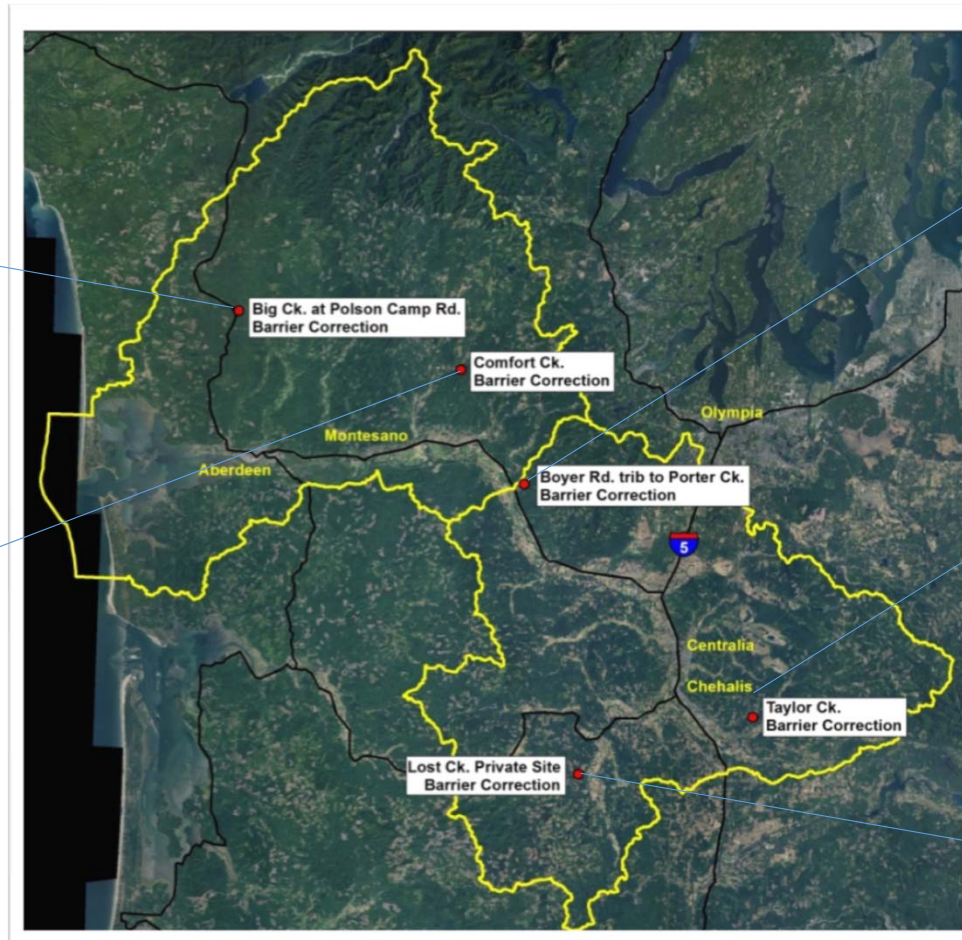 Big Ck. at Polson Camp Rd.
Barrier Correction
Comfort Ck.
Barrier Correction
Olympia
Montesano
Aberdeen
Boyer Rd. trib to Porter Ck.
Barrier Correction
5
Centralia
Chehalis
Taylor Ck.
Barrier Correction
Lost Ck. Private Site
Barrier Correction